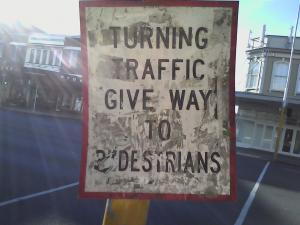 TURNING
TRAFFIC
GIVE WAY
TO
PEDESTRIANS